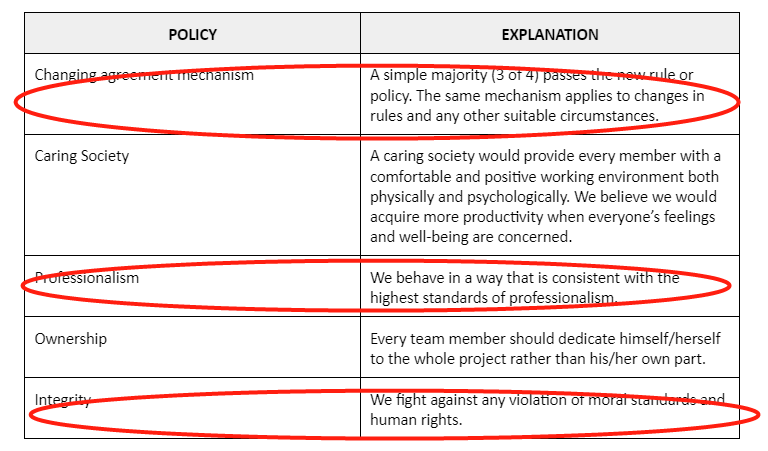 POLICY EXPLANATION
Changing agreement mechanism A simple majority (3 of 4) passes the new rule or
policy. The same mechanism applies to changes in
rules and any other suitable circumstances.
Caring Society A caring society would provide every member with a
comfortable and positive working environment both
physically and psychologically. We believe we would
acquire more productivity when everyone's feelings
and well-being are concerned.
Professionalism We behave in a way that is consistent with the
highest standards of professionalism.
Ownership Every team member should dedicate himself/herself
to the whole project rather than his/her own part.
Integrity We fight against any violation of moral standards and
human rights.